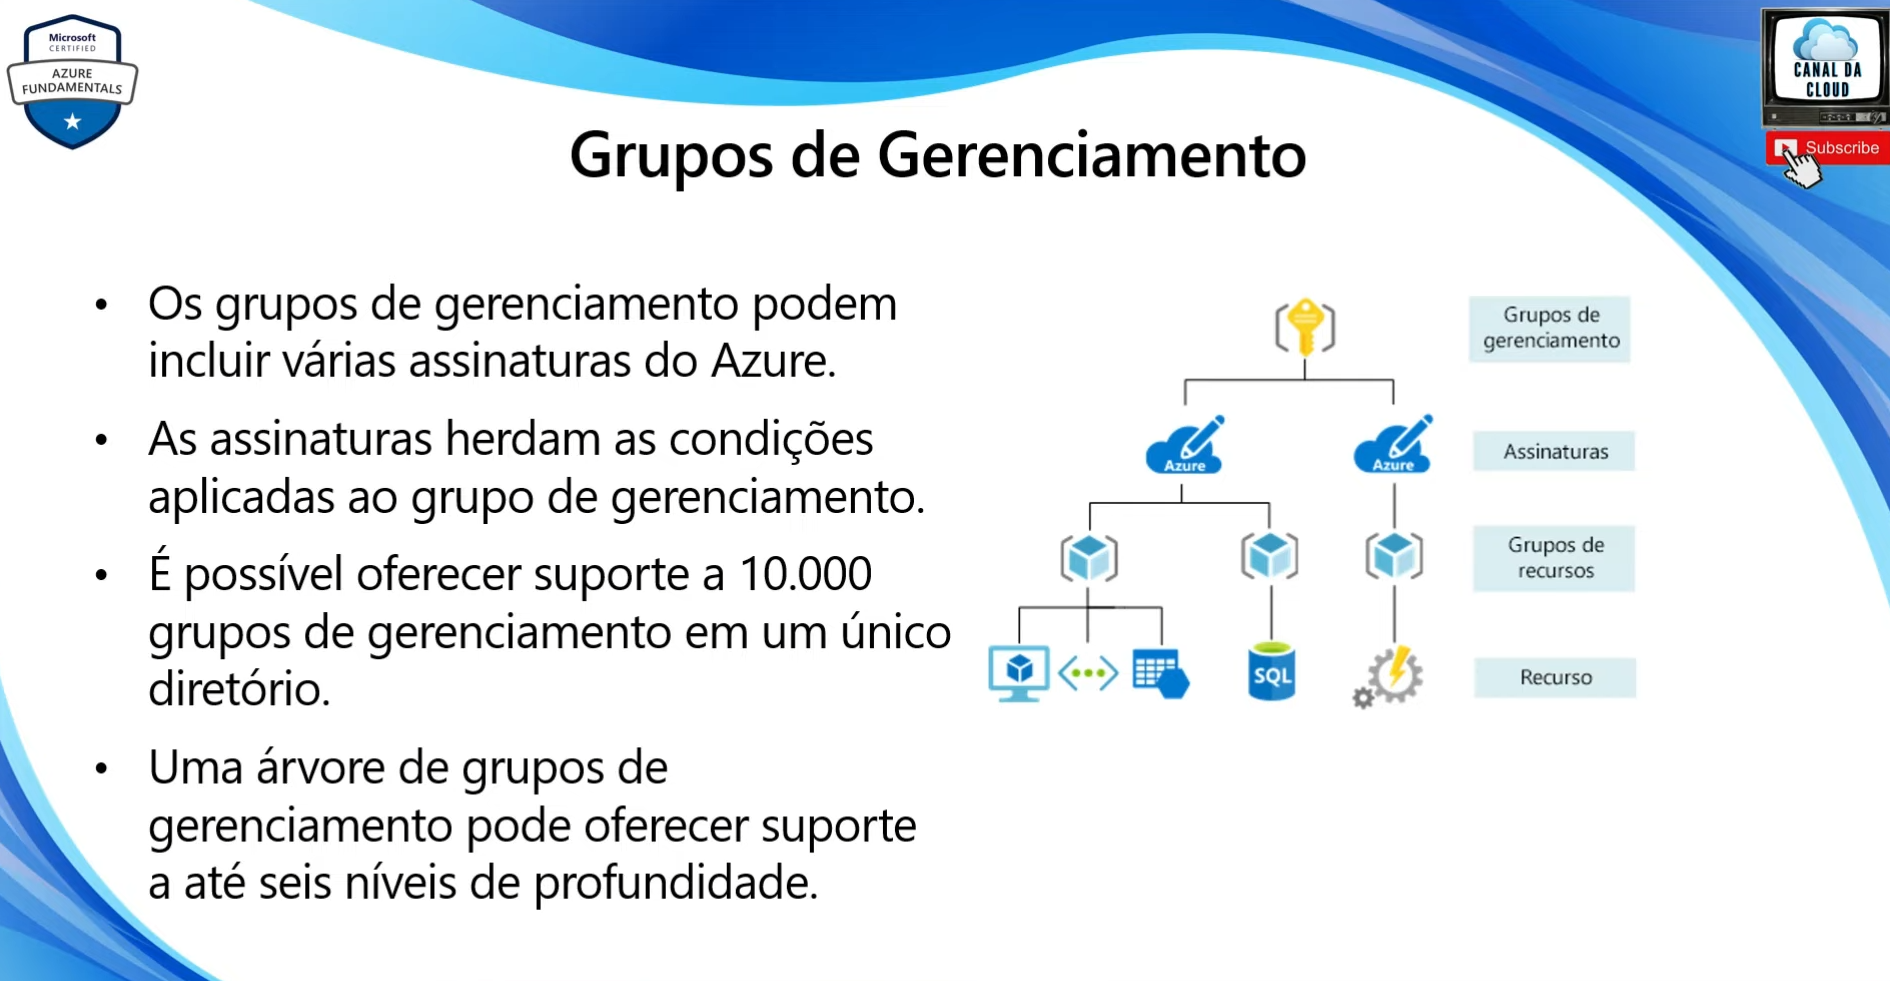 Microsoft
CERTIFIED
AZURE
FUNDAMENTALS
CANAL DA
CLOUD
Subscribe
Grupos de Gerenciamento
• Os grupos de gerenciamento podem
incluir várias assinaturas do Azure.
• As assinaturas herdam as condições
aplicadas ao grupo de gerenciamento.
• É possível oferecer suporte a 10.000
grupos de gerenciamento em um único
diretório.
• Uma árvore de grupos de
gerenciamento pode oferecer suporte
a até seis níveis de profundidade.
Grupos de
gerenciamento
Azure
Azure
Assinaturas
Grupos de
recursos
SQL
Recurso